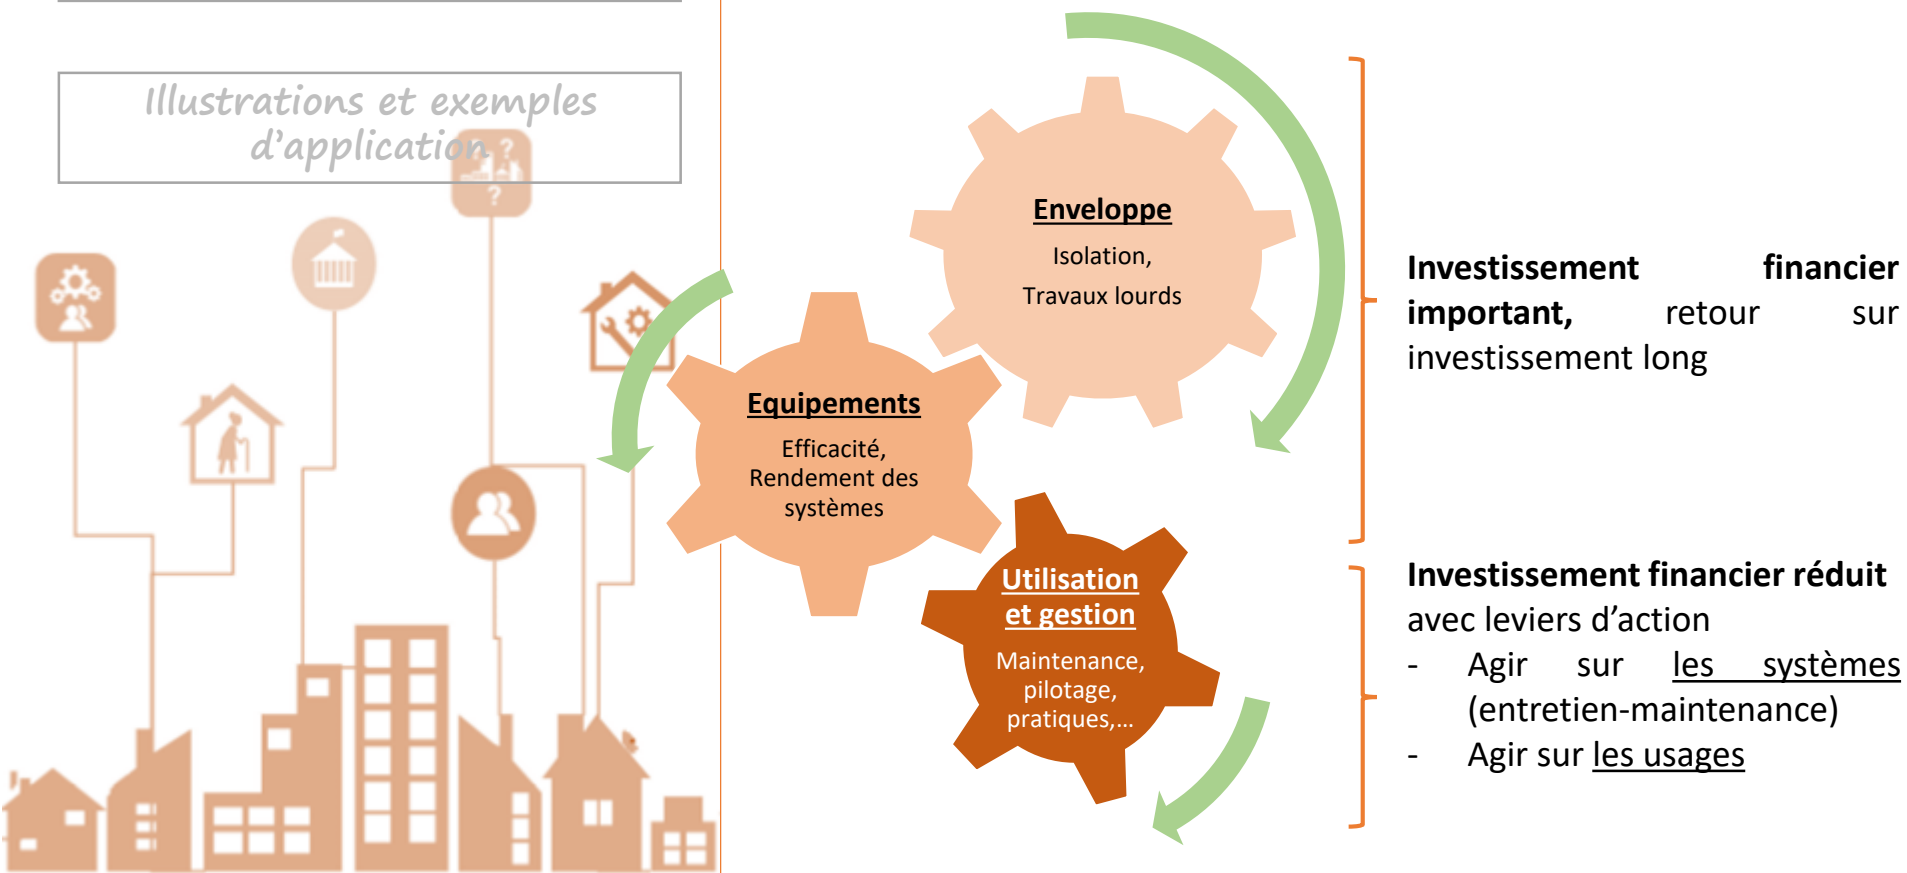 Illustrations et exemples
d'application
?
?
Enveloppe
Isolation,
Travaux lourds
Equipements
Efficacité,
Rendement des
systèmes
Utilisation
et gestion
Maintenance,
pilotage,
pratiques,...
Investissement financier
important, retour sur
investissement long
Investissement financier réduit
avec leviers d'action
- Agir sur les systèmes
(entretien-maintenance)
- Agir sur les usages